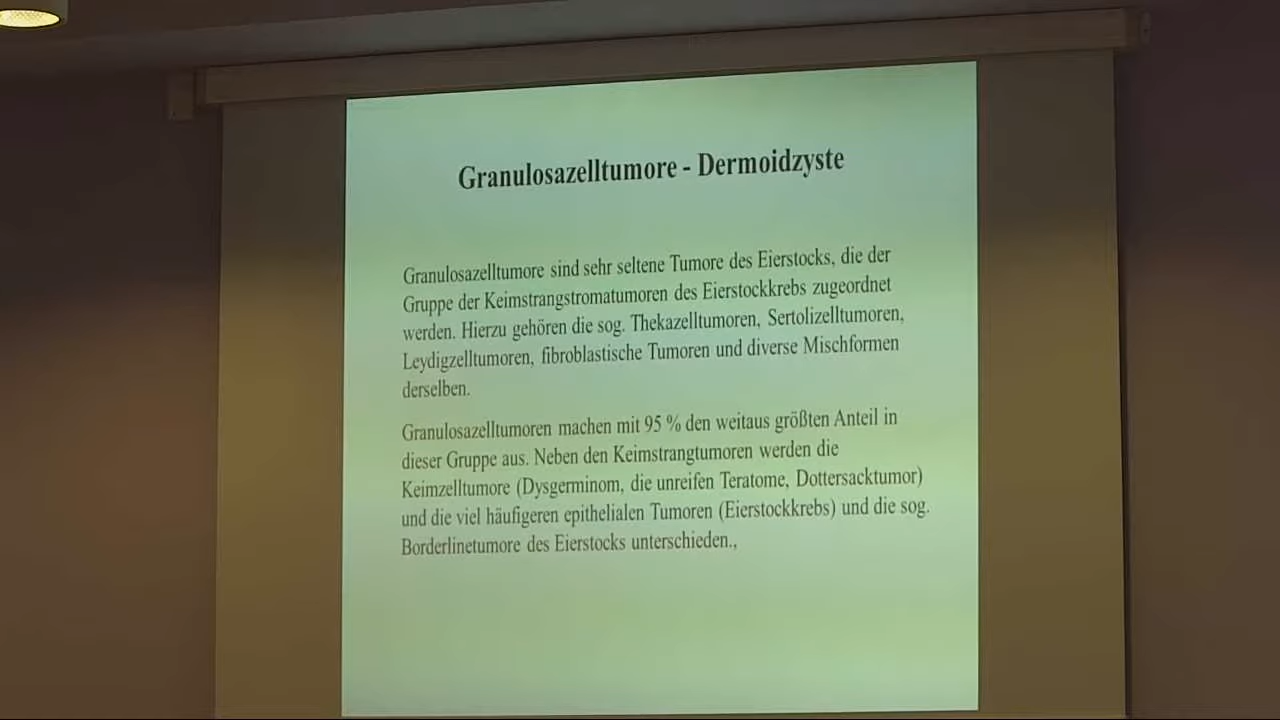 Granulosazelltumore - Dermoidzyste
Granulosazelltumore sind sehr seltene Tumore des Eierstocks, die der
Gruppe der Keimstrangstromatumoren des Eierstockkrebs zugeordnet
werden. Hierzu gehören die sog. Thekazelltumoren, Sertolizelltumoren,
Leydigzelltumoren, fibroblastische Tumoren und diverse Mischformen
derselben.
Granulosazelltumoren machen mit 95 % den weitaus größten Anteil in
dieser Gruppe aus. Neben den Keimstrangtumoren werden die
Keimzelltumore (Dysgerminom, die unreifen Teratome, Dottersacktumor)
und die viel häufigeren epithelialen Tumoren (Eierstockkrebs) und die sog.
Borderlinetumore des Eierstocks unterschieden.,